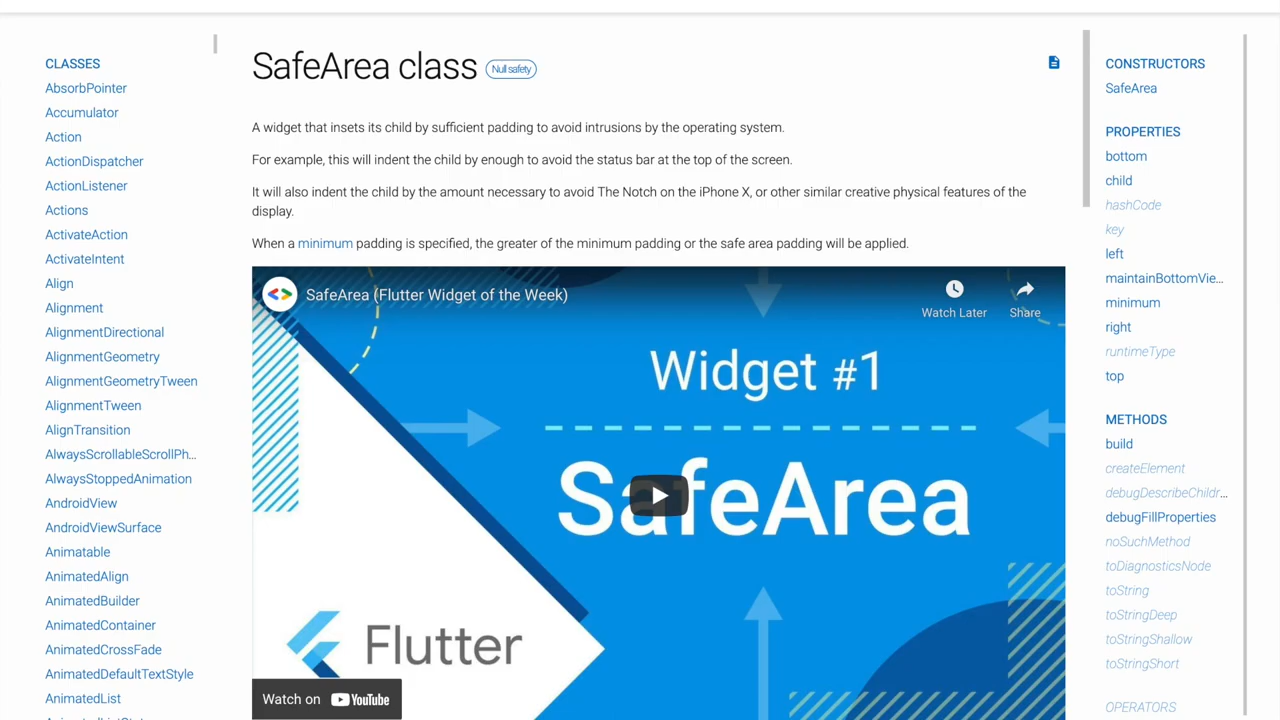 CLASSES
AbsorbPointer
Accumulator
Action
ActionDispatcher
ActionListener
Actions
ActivateAction
ActivateIntent
Align
Alignment
AlignmentDirectional
AlignmentGeometry
AlignmentGeometryTween
AlignmentTween
AlignTransition
AlwaysScrollableScrollPh...
AlwaysStoppedAnimation
AndroidView
AndroidViewSurface
Animatable
AnimatedAlign
AnimatedBuilder
AnimatedContainer
AnimatedCrossFade
AnimatedDefaultTextStyle
AnimatedList
SafeArea class Null safety
A widget that insets its child by sufficient padding to avoid intrusions by the operating system.
For example, this will indent the child by enough to avoid the status bar at the top of the screen.
It will also indent the child by the amount necessary to avoid The Notch on the iPhone X, or other similar creative physical features of the
display.
When a minimum padding is specified, the greater of the minimum padding or the safe area padding will be applied.
SafeArea (Flutter Widget of the Week)
Watch Later Share
Widget #1
SafeArea
Flutter
Watch on YouTube
CONSTRUCTORS
SafeArea
PROPERTIES
bottom
child
hashCode
key
left
maintainBottomVie...
minimum
right
runtimeType
top
METHODS
build
createElement
debugDescribeChildr...
debugFillProperties
noSuchMethod
toDiagnosticsNode
toString
toStringDeep
toStringShallow
toStringShort
OPERATORS